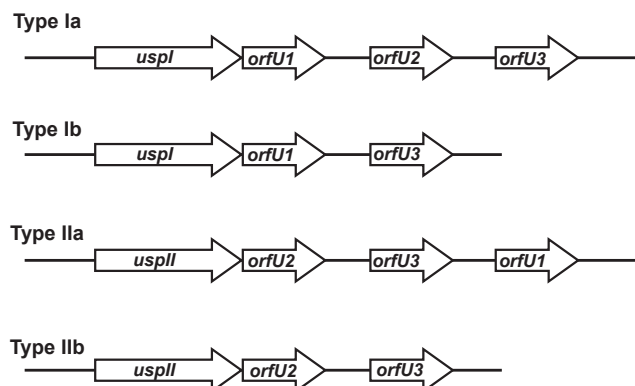 Type Ia
uspI orfU1 orfU2 orfU3
Type Ib
uspI orfU1 orfU3
Type IIa
uspII orfU2 orfU3 orfU1
Type IIb
uspII orfU2 orfU3